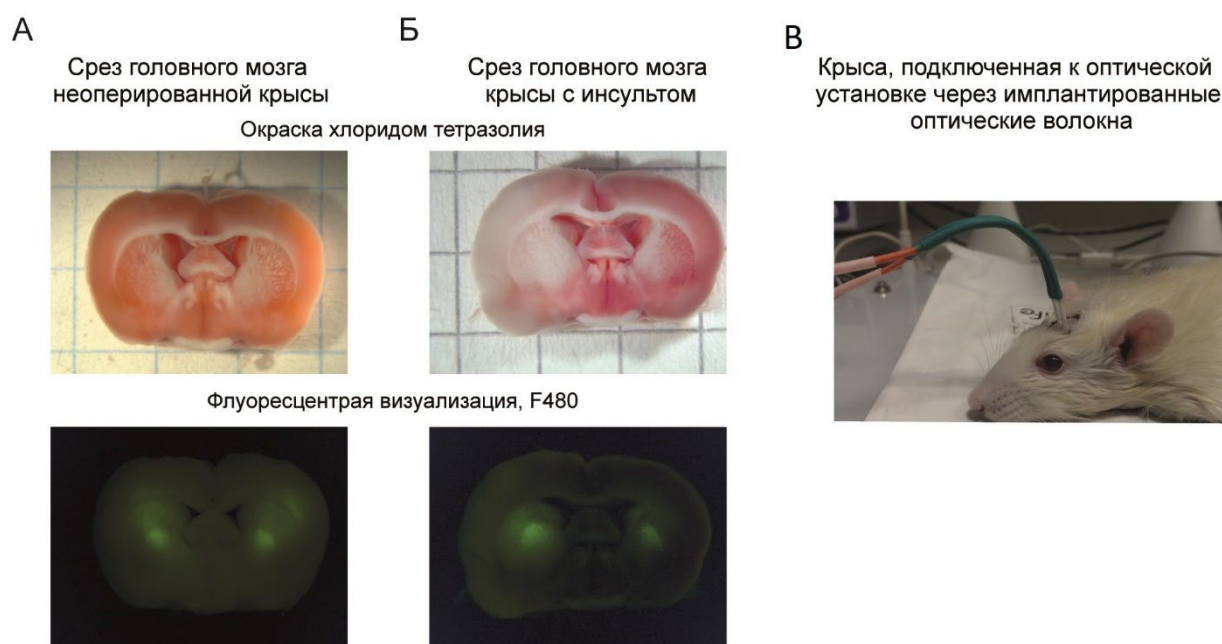 А
Срез головного мозга
неоперированной крысы
Б
Срез головного мозга
крысы с инсультом
Окраска хлоридом тетразолия
Флуоресцентрая визуализация, F480
В
Крыса, подключенная к оптической
установке через имплантированные
оптические волокна